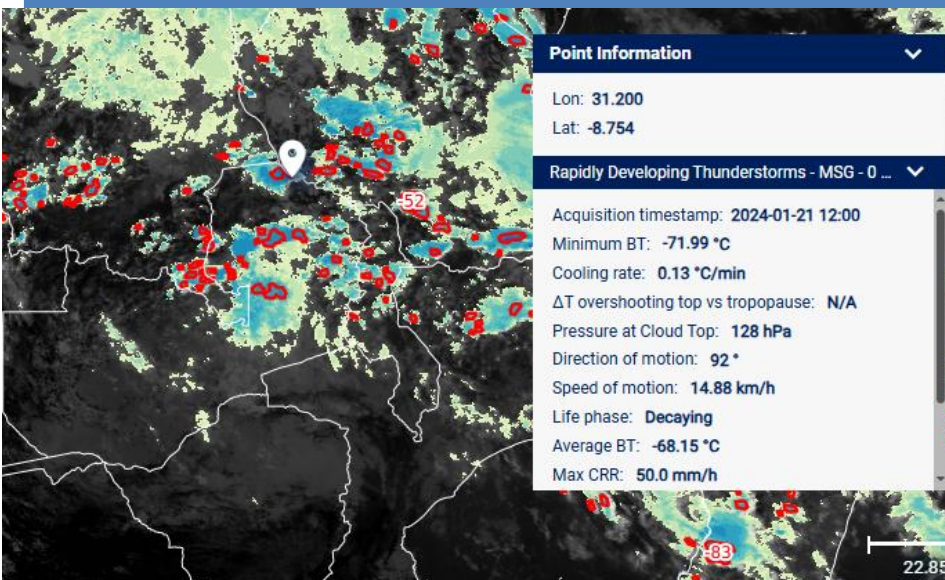 Point Information
Lon: 31.200
Lat: -8.754
Rapidly Developing Thunderstorms - MSG - 0 ...
Acquisition timestamp: 2024-01-21 12:00
Minimum BT: -71.99 °C
Cooling rate: 0.13 °C/min
ΔT overshooting top vs tropopause: N/A
Pressure at Cloud Top: 128 hPa
Direction of motion: 92 °
Speed of motion: 14.88 km/h
Life phase: Decaying
Average BT: -68.15 °C
Max CRR: 50.0 mm/h
-52
-83